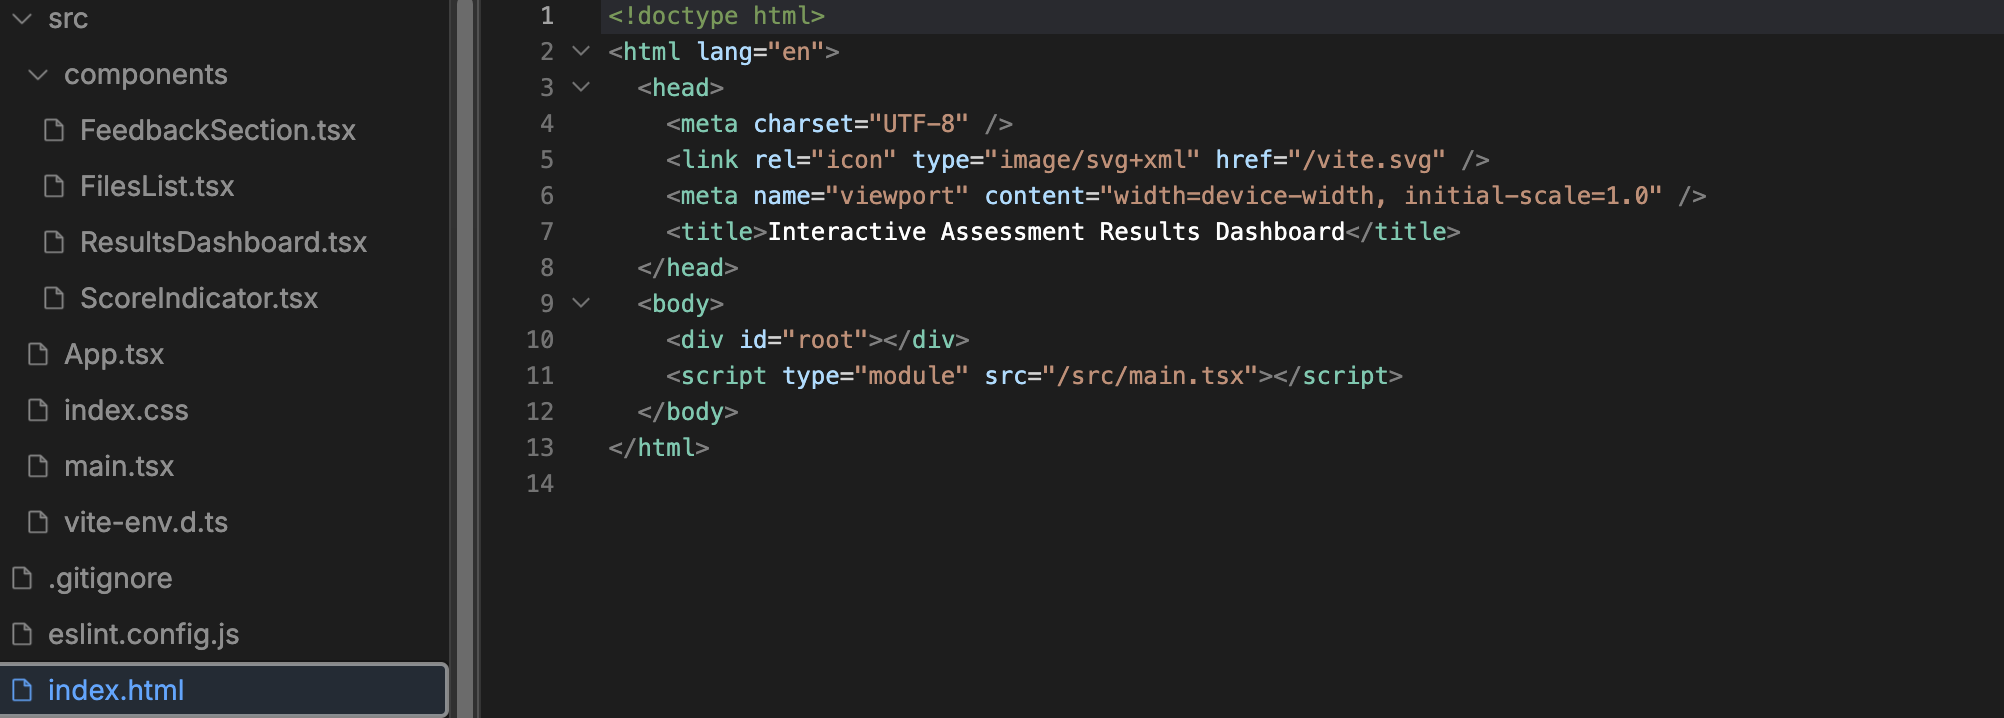 src
components
FeedbackSection.tsx
FilesList.tsx
ResultsDashboard.tsx
ScoreIndicator.tsx
App.tsx
index.css
main.tsx
vite-env.d.ts
.gitignore
eslint.config.js
index.html
1 <!doctype html>
2 <html lang="en">
3   <head>
4     <meta charset="UTF-8" />
5     <link rel="icon" type="image/svg+xml" href="/vite.svg" />
6     <meta name="viewport" content="width=device-width, initial-scale=1.0" />
7     <title>Interactive Assessment Results Dashboard</title>
8   </head>
9   <body>
10     <div id="root"></div>
11     <script type="module" src="/src/main.tsx"></script>
12   </body>
13 </html>
14